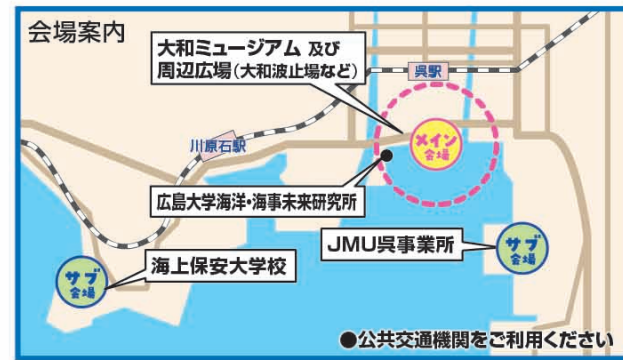 会場案内
大和ミュージアム 及び
周辺広場(大和波止場など)
呉駅
川原石駅
メイン
会場
広島大学海洋・海事未来研究所
JMU呉事業所
サブ
会場
海上保安大学校
サブ
会場
●公共交通機関をご利用ください